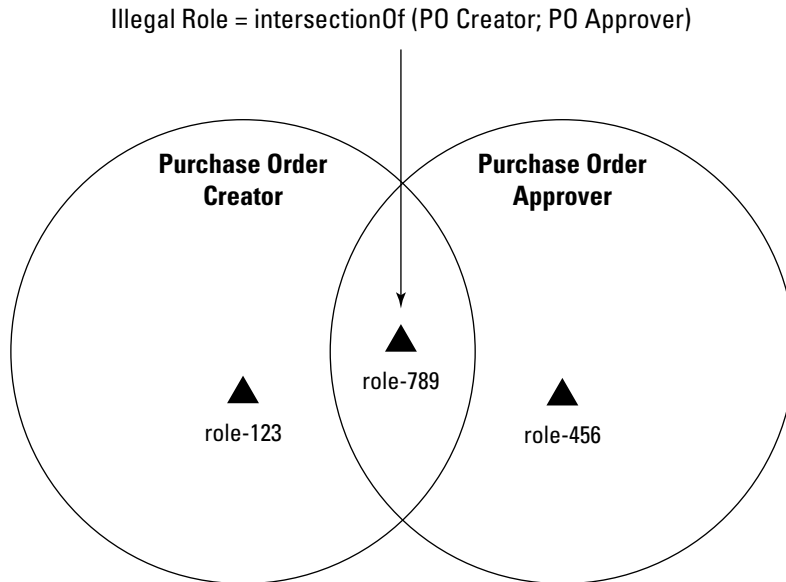 Illegal Role = intersectionOf (PO Creator; PO Approver)
Purchase Order
Creator
Purchase Order
Approver
role-789
role-123
role-456